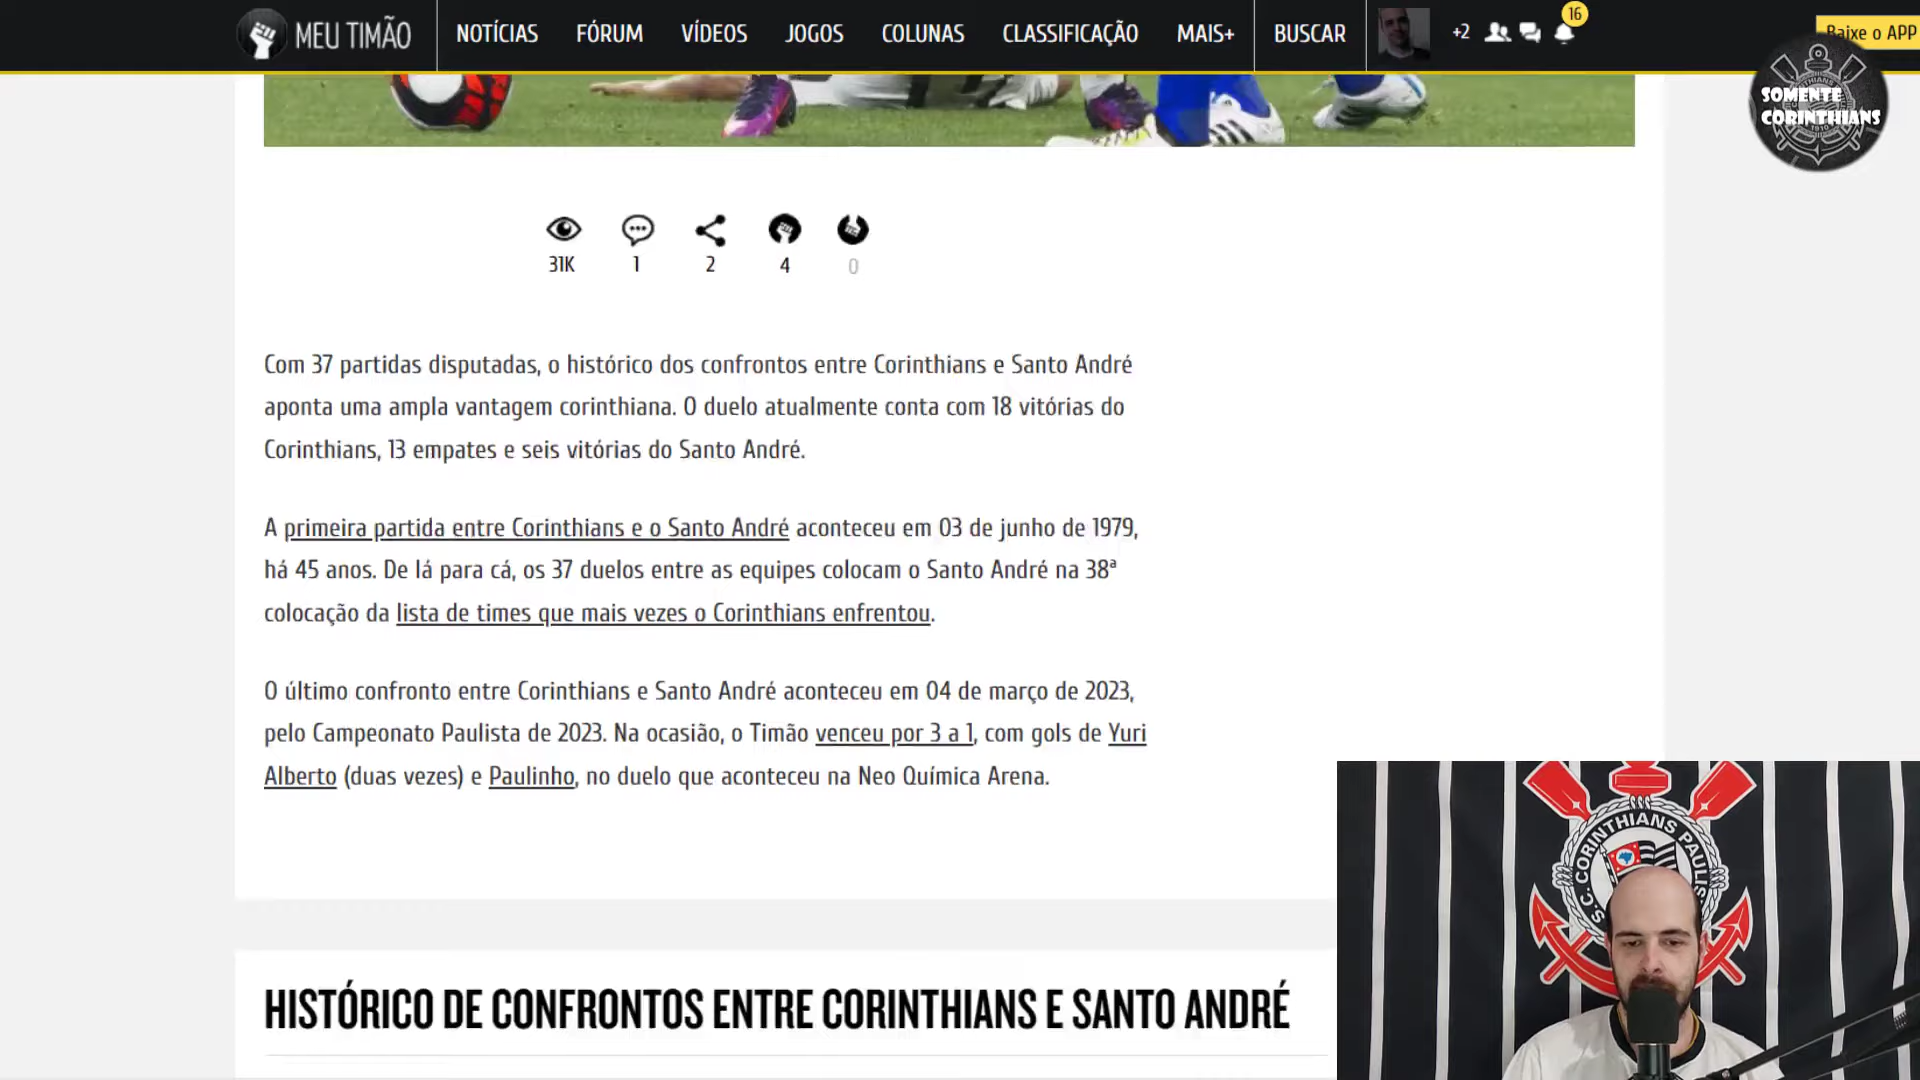 MEU TIMÃO
NOTÍCIAS
FÓRUM
VÍDEOS
JOGOS
COLUNAS
CLASSIFICAÇÃO
MAIS+
BUSCAR
+2
16
Baixe o APP
SOMENTE
CORINTHIANS
1910
31K
1
2
4
0
Com 37 partidas disputadas, o histórico dos confrontos entre Corinthians e Santo André
aponta uma ampla vantagem corinthiana. O duelo atualmente conta com 18 vitórias do
Corinthians, 13 empates e seis vitórias do Santo André.
A primeira partida entre Corinthians e o Santo André aconteceu em 03 de junho de 1979,
há 45 anos. De lá para cá, os 37 duelos entre as equipes colocam o Santo André na 38ª
colocação da lista de times que mais vezes o Corinthians enfrentou.
O último confronto entre Corinthians e Santo André aconteceu em 04 de março de 2023,
pelo Campeonato Paulista de 2023. Na ocasião, o Timão venceu por 3 a 1, com gols de Yuri
Alberto (duas vezes) e Paulinho, no duelo que aconteceu na Neo Química Arena.
S.C. CORINTHIANS PAULIS
HISTÓRICO DE CONFRONTOS ENTRE CORINTHIANS E SANTO ANDRÉ